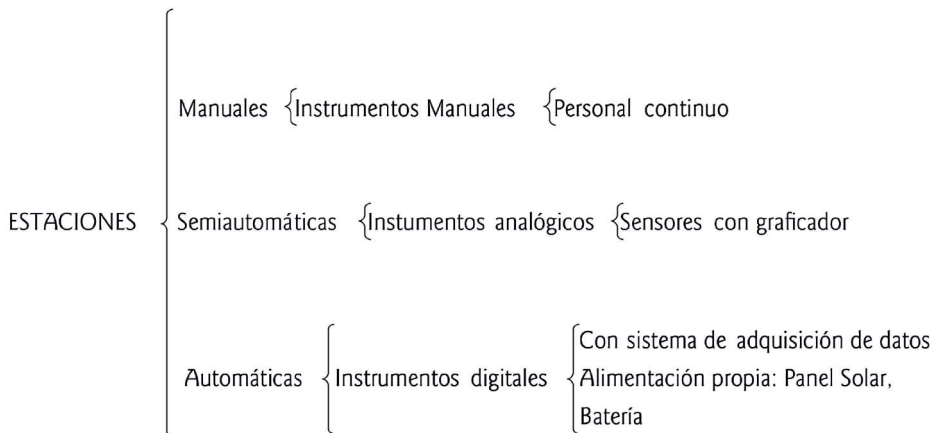 Manuales Instrumentos Manuales Personal continuo
ESTACIONES Semiautomáticas Instumentos analógicos Sensores con graficador
Con sistema de adquisición de datos
Automáticas Instrumentos digitales Alimentación propia: Panel Solar,
Batería